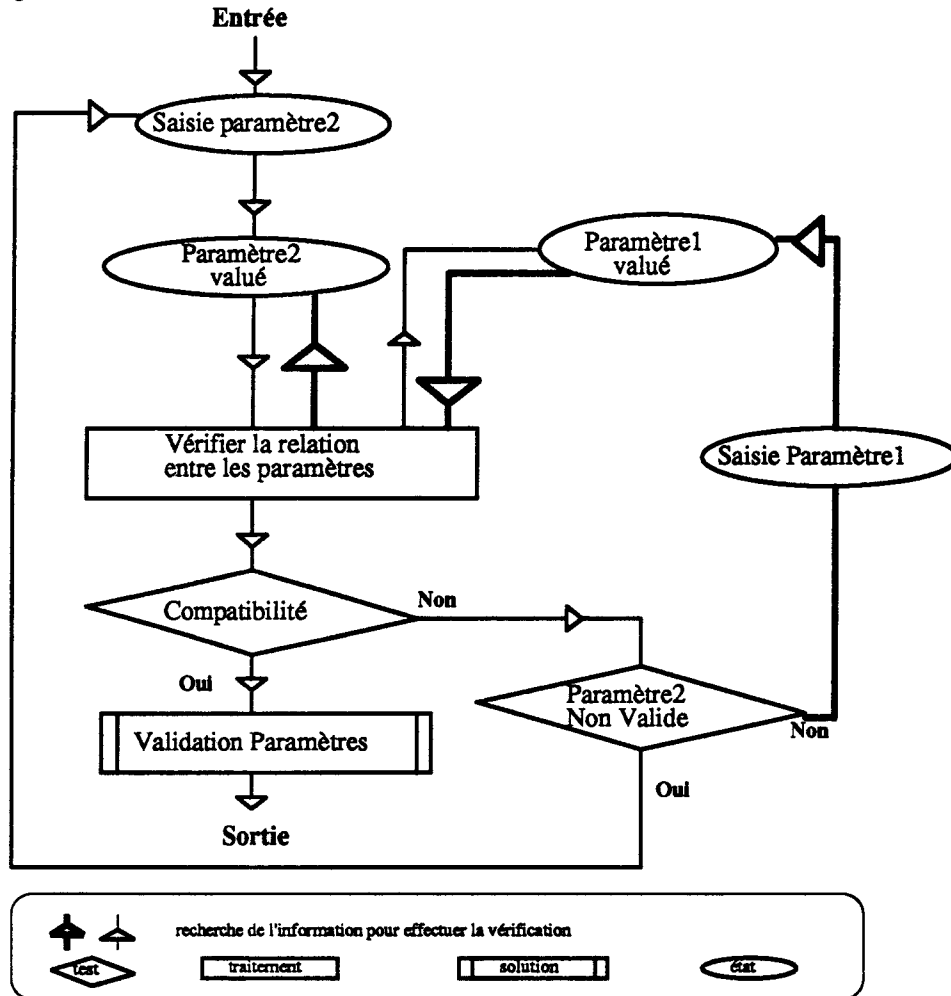 Entrée
Saisie paramètre2
Paramètre2
valué
Paramètre1
valué
Vérifier la relation
entre les paramètres
Saisie Paramètre1
Compatibilité
Non
Oui
Paramètre2
Non Valide
Non
Validation Paramètres
Oui
Sortie
recherche de l'information pour effectuer la vérification
test
traitement
solution
état